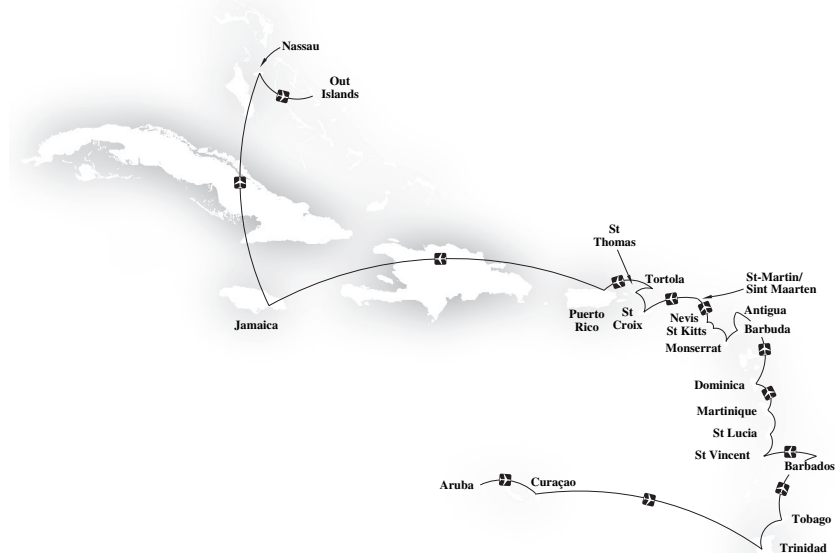 Nassau
Out
Islands
St
Thomas
Tortola
St-Martin/
Sint Maarten
Jamaica
Puerto
Rico
St
Croix
Nevis
St Kitts
Monserrat
Antigua
Barbuda
Dominica
Martinique
St Lucia
St Vincent
Barbados
Aruba
Curaçao
Tobago
Trinidad